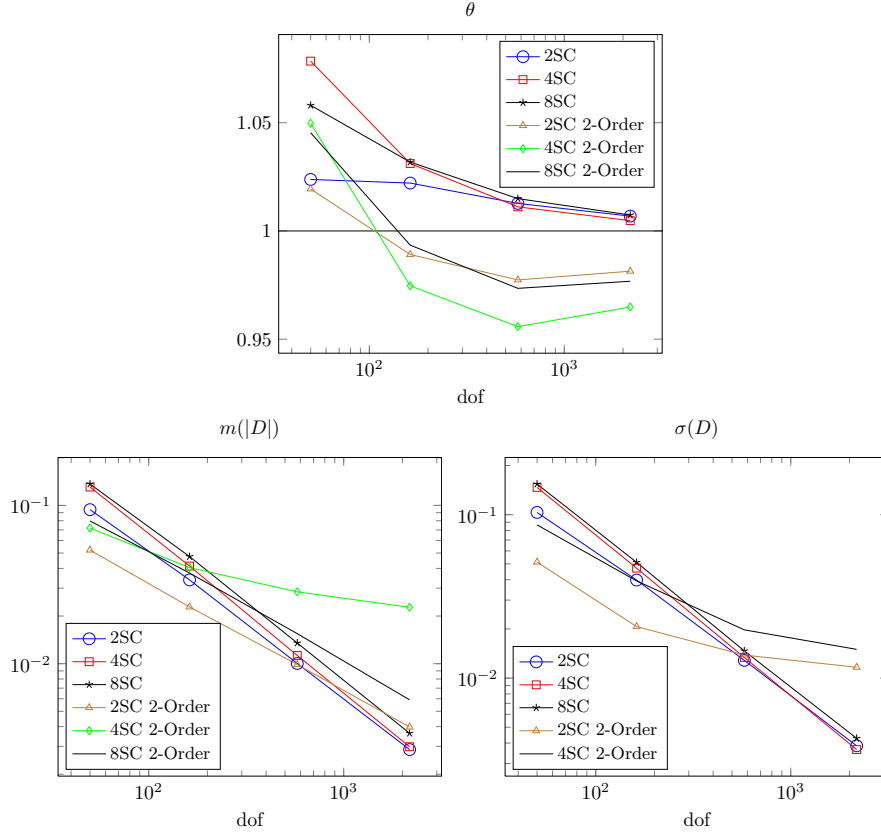 θ
2SC
4SC
8SC
2SC 2-Order
4SC 2-Order
8SC 2-Order
1.05
1
0.95
10²
10³
dof
m(|D|)
10⁻¹
10⁻²
2SC
4SC
8SC
2SC 2-Order
4SC 2-Order
8SC 2-Order
10²
10³
dof
σ(D)
10⁻¹
10⁻²
2SC
4SC
8SC
2SC 2-Order
4SC 2-Order
10²
10³
dof